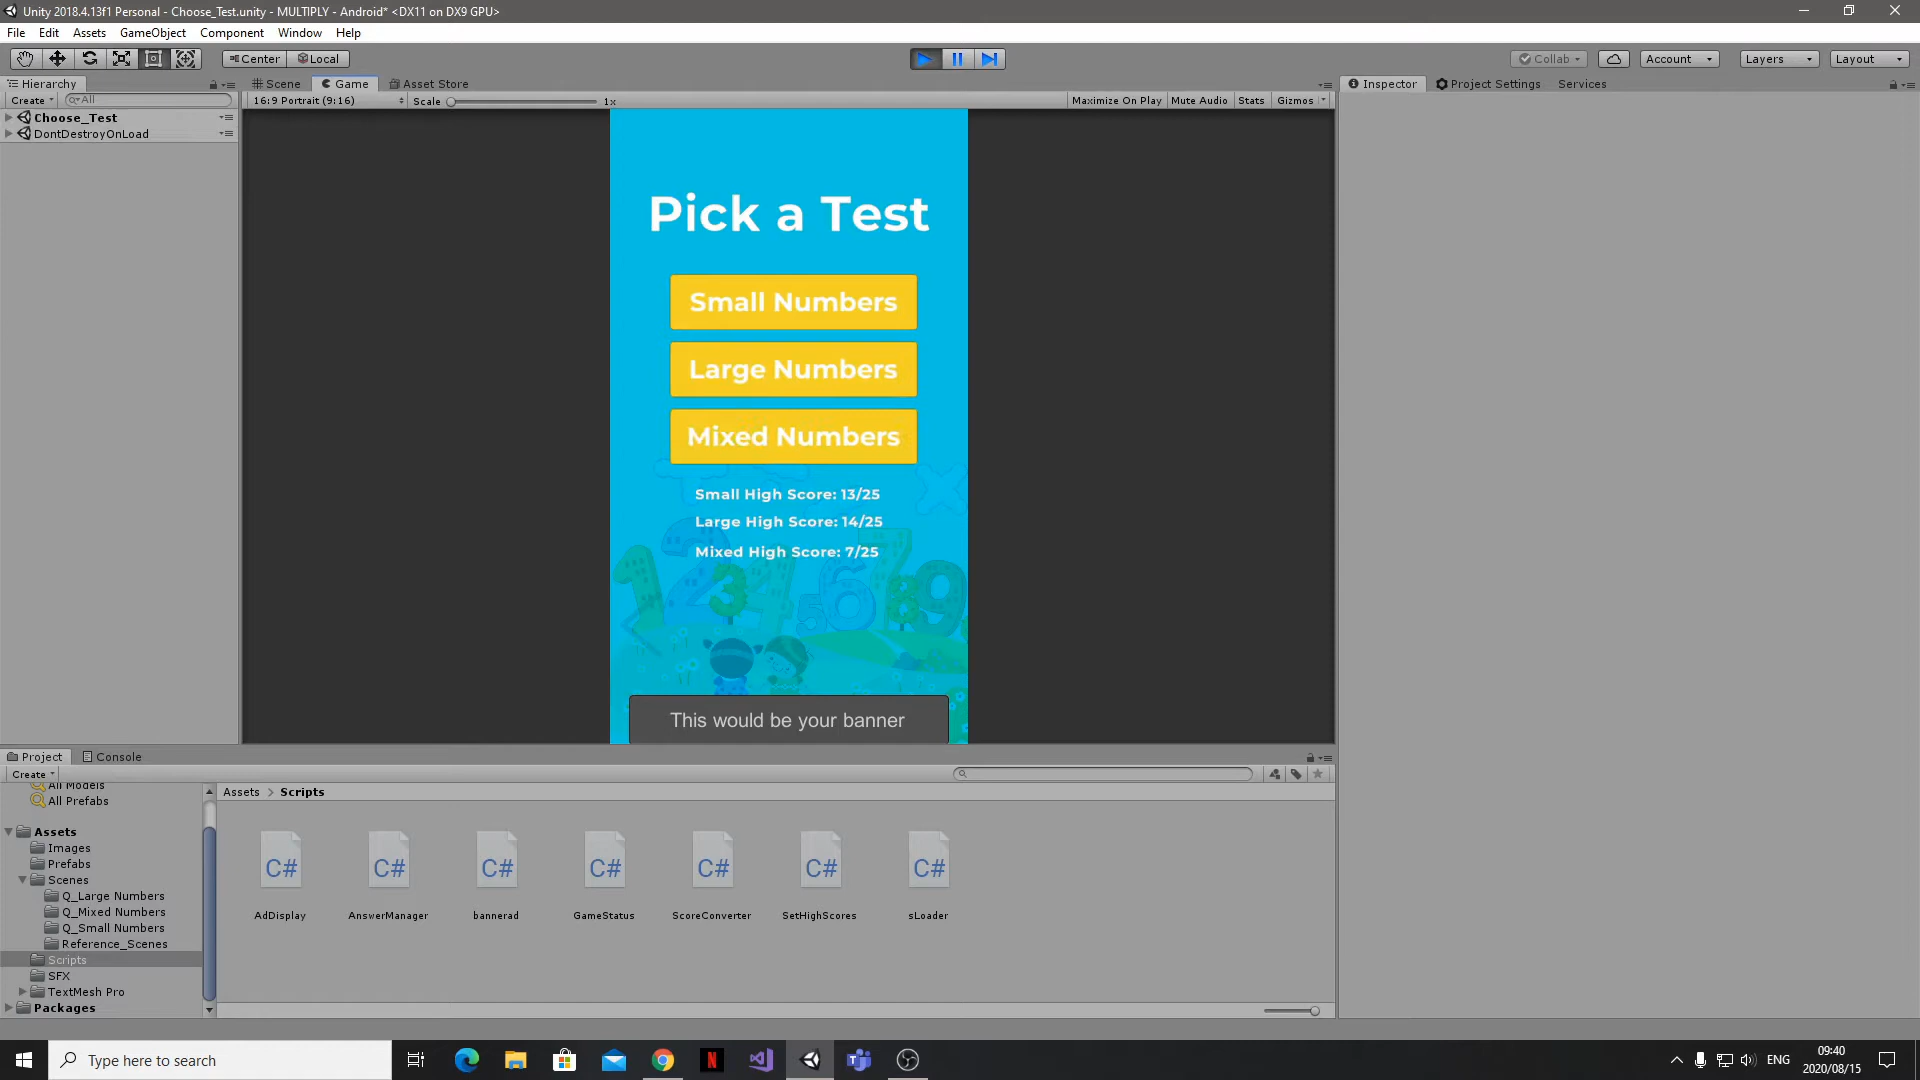 Unity 2018.4.13f1 Personal - Choose_Test.unity - MULTIPLY - Android* <DX11 on DX9 GPU>
File Edit Assets GameObject Component Window Help
Center Local Collab Account Layers Layout
Hierarchy Scene Game Asset Store Inspector Project Settings Services
Create All 16:9 Portrait (9:16) Scale 1x Maximize On Play Mute Audio Stats Gizmos
Choose_Test
DontDestroyOnLoad
Pick a Test
Small Numbers
Large Numbers
Mixed Numbers
Small High Score: 13/25
Large High Score: 14/25
Mixed High Score: 7/25
This would be your banner
Project Console
Create
All Models
All Prefabs
Assets
Images
Prefabs
Scenes
Q_Large Numbers
Q_Mixed Numbers
Q_Small Numbers
Reference_Scenes
Scripts
SFX
TextMesh Pro
Packages
Assets > Scripts
C# C# C# C# C# C# C#
AdDisplay AnswerManager bannerad GameStatus ScoreConverter SetHighScores sLoader
Type here to search
ENG
09:40
2020/08/15